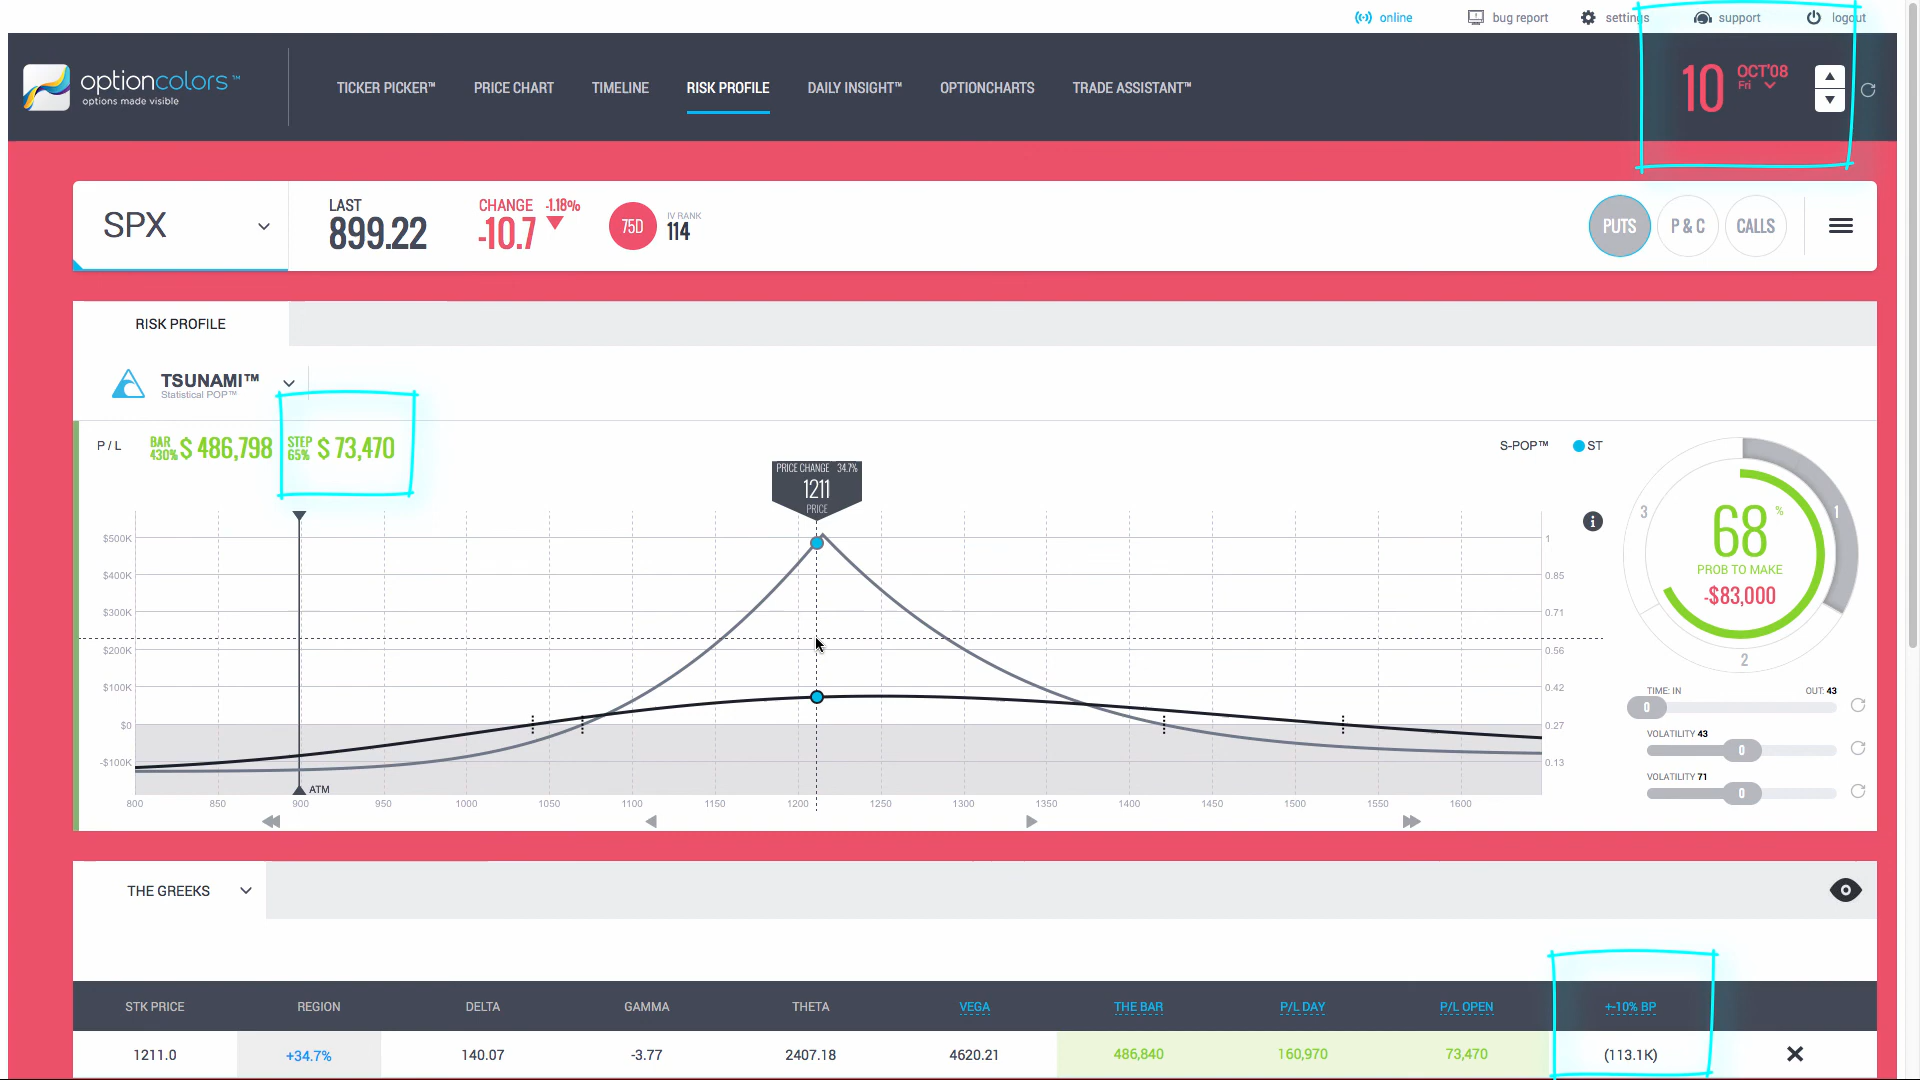 online bug report settings support logout
optioncolors™
options made visible
TICKER PICKER™ PRICE CHART TIMELINE RISK PROFILE DAILY INSIGHT™ OPTIONCHARTS TRADE ASSISTANT™
10 OCT'08
Fri
SPX
LAST
899.22
CHANGE -1.18%
-10.7
75D
IV RANK
114
PUTS P & C CALLS
RISK PROFILE
TSUNAMI™
Statistical POP™
P / L
BAR
430%
$ 486,798
STEP
65%
$ 73,470
PRICE CHANGE 34.7%
1211
PRICE
S-POP™ ST
$500K
$400K
$300K
$200K
$100K
$0
-$100K
1
0.85
0.71
0.56
0.42
0.27
0.13
ATM
800 850 900 950 1000 1050 1100 1150 1200 1250 1300 1350 1400 1450 1500 1550 1600
3 1
68 %
PROB TO MAKE
-$83,000
2
TIME: IN OUT: 43
0
VOLATILITY 43
0
VOLATILITY 71
0
THE GREEKS
STK PRICE REGION DELTA GAMMA THETA VEGA THE BAR P/L DAY P/L OPEN +-10% BP
1211.0 +34.7% 140.07 -3.77 2407.18 4620.21 486,840 160,970 73,470 (113.1K)